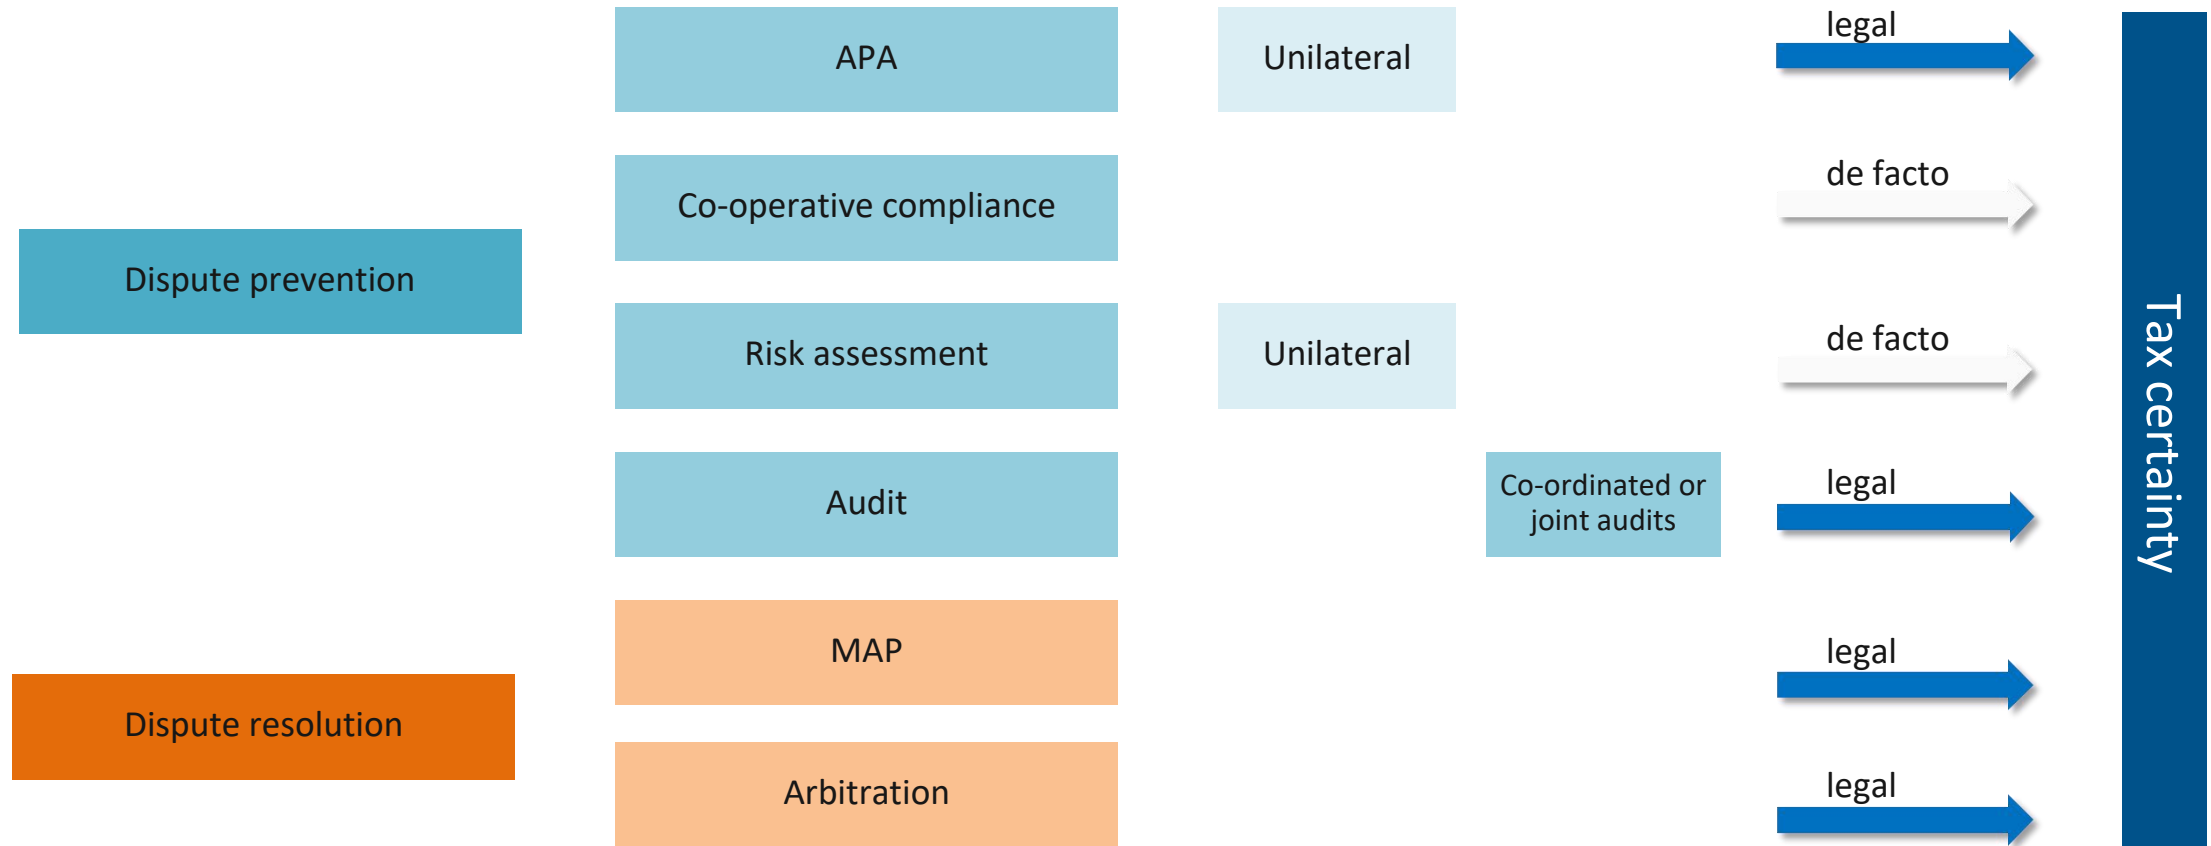 APA
Unilateral
legal
Co-operative compliance
de facto
Dispute prevention
Risk assessment
Unilateral
de facto
Audit
Co-ordinated or
joint audits
legal
MAP
legal
Dispute resolution
Arbitration
legal
Tax certainty